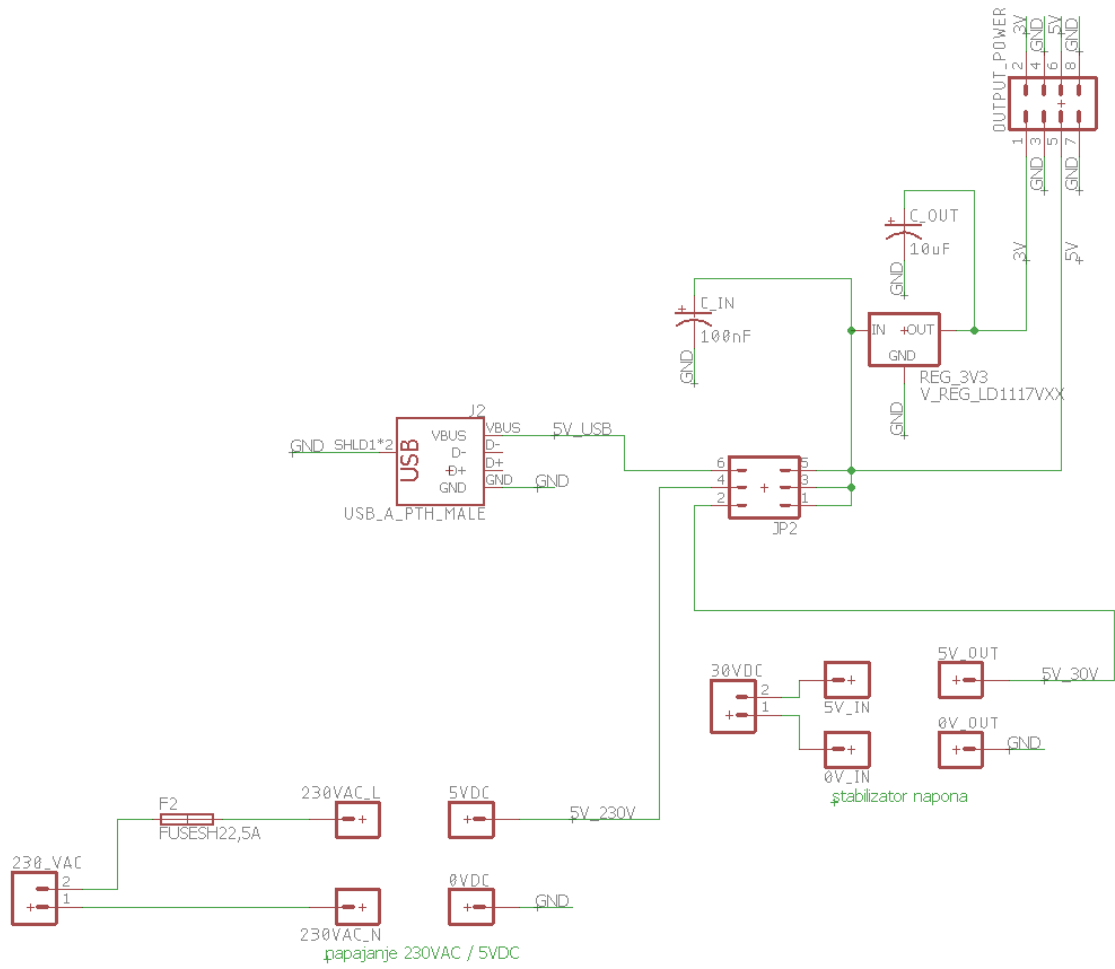 OUTPUT_POWER
3V
GND
5V
GND
2
4
6
8
1
3
5
7
GND
GND
3V
5V
C_OUT
10uF
GND
C_IN
100nF
GND
IN
OUT
GND
REG_3V3
V_REG_LD1117VXX
GND
J2
GND
SHLD1*2
USB
VBUS
D-
D+
GND
VBUS
D-
D+
GND
5V_USB
GND
USB_A_PTH_MALE
6
4
2
5
3
1
JP2
30VDC
2
1
5V_IN
0V_IN
5V_OUT
5V_30V
0V_OUT
GND
stabilizator napona
F2
FUSESH22,5A
230VAC_L
5VDC
5V_230V
230_VAC
2
1
230VAC_N
0VDC
GND
napajanje 230VAC / 5VDC